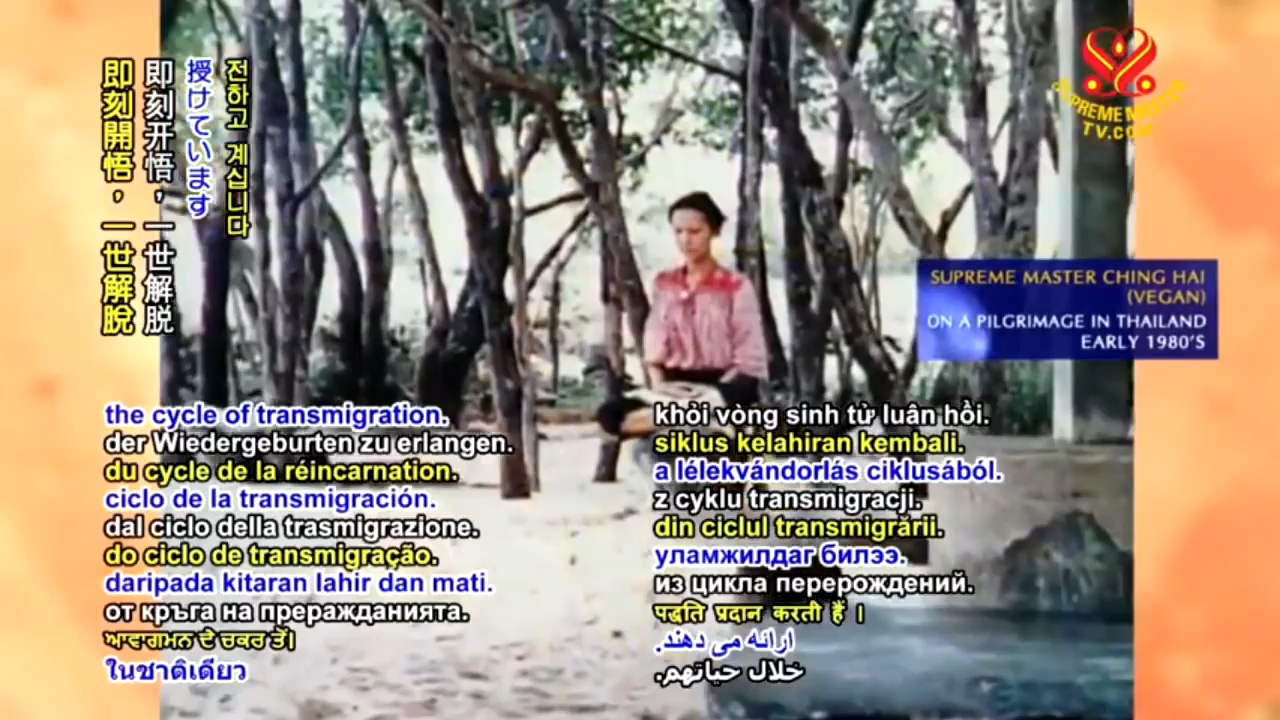 전하고 계십니다
授けています
即刻开悟，一世解脱
即刻開悟，一世解脫
SUPREME MASTER
TV.COM
SUPREME MASTER CHING HAI
(VEGAN)
ON A PILGRIMAGE IN THAILAND
EARLY 1980'S
the cycle of transmigration.
der Wiedergeburten zu erlangen.
du cycle de la réincarnation.
ciclo de la transmigración.
dal ciclo della trasmigrazione.
do ciclo de transmigração.
daripada kitaran lahir dan mati.
от кръга на преражданията.
ਆਵਾਗਮਨ ਦੇ ਚਕਰ ਤੋਂ।
ในชาติเดียว
khỏi vòng sinh tử luân hồi.
siklus kelahiran kembali.
a lélekvándorlás ciklusából.
z cyklu transmigracji.
din ciclul transmigrării.
уламжилдаг билээ.
из цикла перерождений.
पद्धति प्रदान करती हैं ।
ارائه می دهند.
خلال حياتهم.